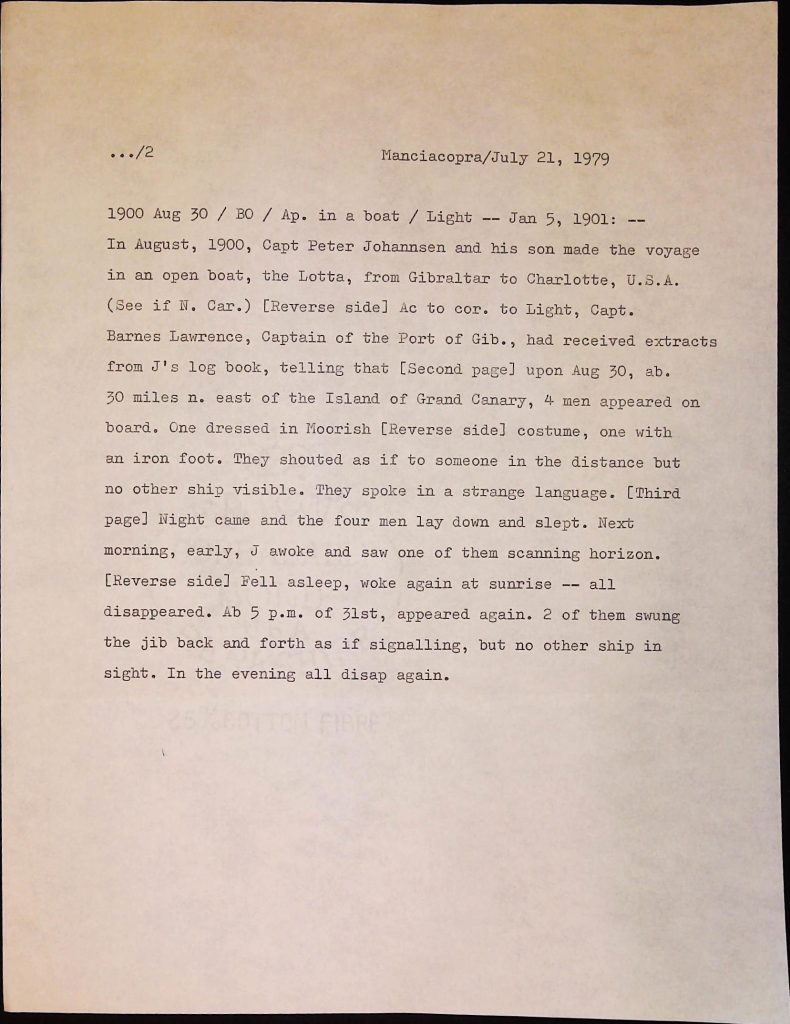 .../2 Manciacopra/July 21, 1979
1900 Aug 30 / BO / Ap. in a boat / Light -- Jan 5, 1901: --
In August, 1900, Capt Peter Johannsen and his son made the voyage
in an open boat, the Lotta, from Gibraltar to Charlotte, U.S.A.
(See if N. Car.) [Reverse side] Ac to cor. to Light, Capt.
Barnes Lawrence, Captain of the Port of Gib., had received extracts
from J's log book, telling that [Second page] upon Aug 30, ab.
30 miles n. east of the Island of Grand Canary, 4 men appeared on
board. One dressed in Moorish [Reverse side] costume, one with
an iron foot. They shouted as if to someone in the distance but
no other ship visible. They spoke in a strange language. [Third
page] Night came and the four men lay down and slept. Next
morning, early, J awoke and saw one of them scanning horizon.
[Reverse side] Fell asleep, woke again at sunrise -- all
disappeared. Ab 5 p.m. of 31st, appeared again. 2 of them swung
the jib back and forth as if signalling, but no other ship in
sight. In the evening all disap again.